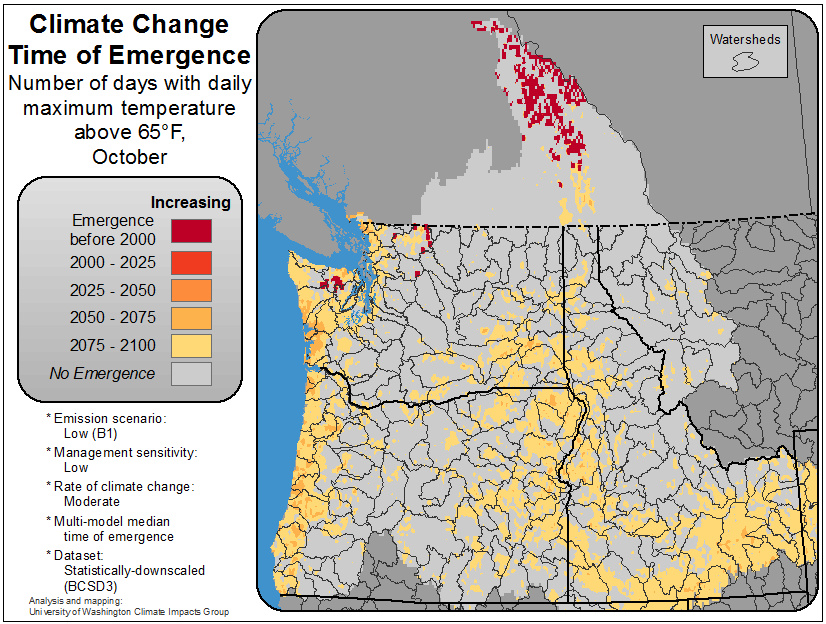 Climate Change
Time of Emergence
Number of days with daily
maximum temperature
above 65°F,
October
Increasing
Emergence
before 2000
2000 - 2025
2025 - 2050
2050 - 2075
2075 - 2100
No Emergence
* Emission scenario:
Low (B1)
* Management sensitivity:
Low
* Rate of climate change:
Moderate
* Multi-model median
time of emergence
* Dataset:
Statistically-downscaled
(BCSD3)
Analysis and mapping:
University of Washington Climate Impacts Group
Watersheds